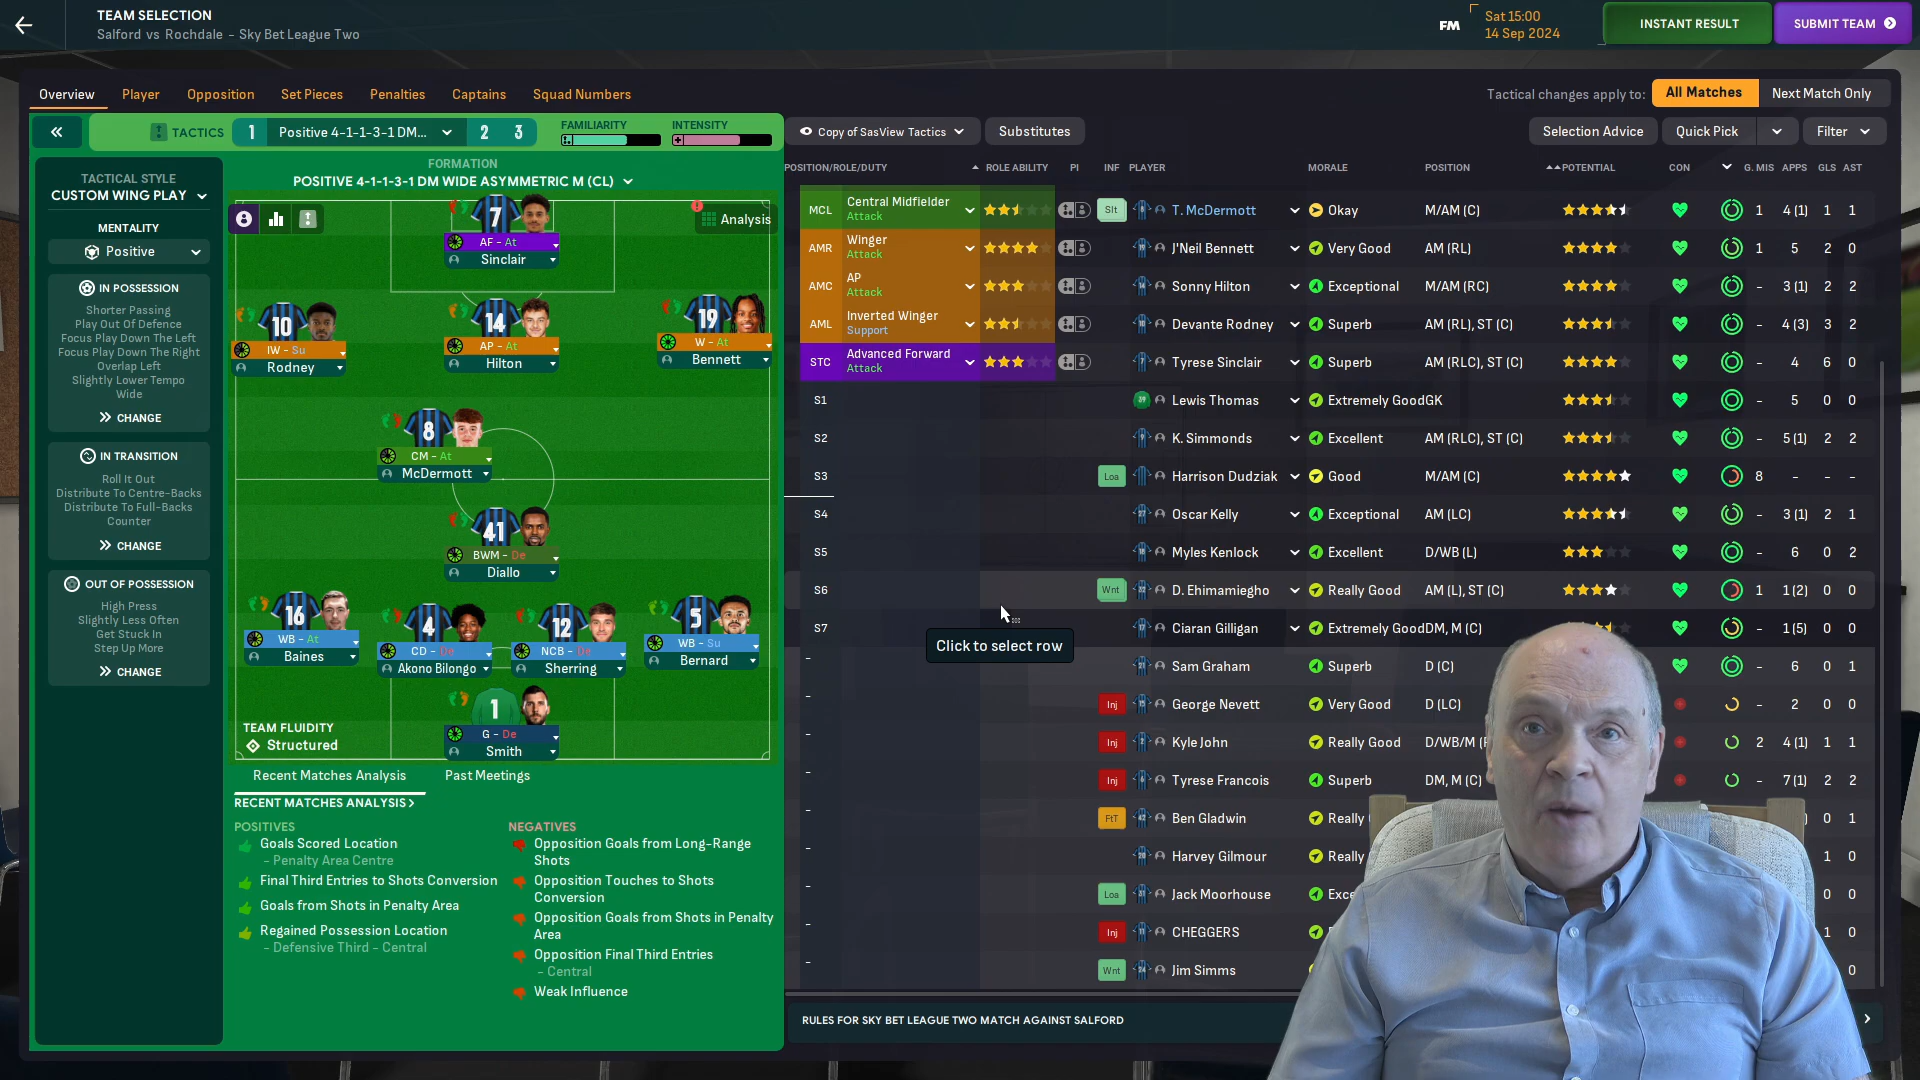 TEAM SELECTION
Salford vs Rochdale - Sky Bet League Two
FM
Sat 15:00
14 Sep 2024
INSTANT RESULT
SUBMIT TEAM
Overview
Player
Opposition
Set Pieces
Penalties
Captains
Squad Numbers
Tactical changes apply to:
All Matches
Next Match Only
TACTICS
1
Positive 4-1-1-3-1 DM...
2
3
FAMILIARITY
INTENSITY
Copy of SasView Tactics
Substitutes
Selection Advice
Quick Pick
Filter
TACTICAL STYLE
CUSTOM WING PLAY
MENTALITY
Positive
IN POSSESSION
Shorter Passing
Play Out Of Defence
Focus Play Down The Left
Focus Play Down The Right
Overlap Left
Slightly Lower Tempo
Wide
CHANGE
IN TRANSITION
Roll It Out
Distribute To Centre-Backs
Distribute To Full-Backs
Counter
CHANGE
OUT OF POSSESSION
High Press
Slightly Less Often
Get Stuck In
Step Up More
CHANGE
FORMATION
POSITIVE 4-1-1-3-1 DM WIDE ASYMMETRIC M (CL)
Analysis
7
AF - At
Sinclair
10
IW - Su
Rodney
14
AP - At
Hilton
19
W - At
Bennett
8
CM - At
McDermott
41
BWM - De
Diallo
16
WB - At
Baines
4
CD - De
Akono Bilongo
12
NCB - De
Sherring
5
WB - Su
Bernard
1
G - De
Smith
TEAM FLUIDITY
Structured
Recent Matches Analysis
Past Meetings
RECENT MATCHES ANALYSIS
POSITIVES
Goals Scored Location
- Penalty Area Centre
Final Third Entries to Shots Conversion
Goals from Shots in Penalty Area
Regained Possession Location
- Defensive Third - Central
NEGATIVES
Opposition Goals from Long-Range
Shots
Opposition Touches to Shots
Conversion
Opposition Goals from Shots in Penalty
Area
Opposition Final Third Entries
- Central
Weak Influence
POSITION/ROLE/DUTY ROLE ABILITY PI INF PLAYER MORALE POSITION POTENTIAL CON G. MIS APPS GLS AST
MCL Central Midfielder Attack Slt T. McDermott Okay M/AM (C) 1 4 (1) 1 1
AMR Winger Attack J'Neil Bennett Very Good AM (RL) 1 5 2 0
AMC AP Attack Sonny Hilton Exceptional M/AM (RC) - 3 (1) 2 2
AML Inverted Winger Support Devante Rodney Superb AM (RL), ST (C) - 4 (3) 3 2
STC Advanced Forward Attack Tyrese Sinclair Superb AM (RLC), ST (C) - 4 6 0
S1 Lewis Thomas Extremely Good GK - 5 0 0
S2 K. Simmonds Excellent AM (RLC), ST (C) - 5 (1) 2 2
S3 Loa Harrison Dudziak Good M/AM (C) 8 - - -
S4 Oscar Kelly Exceptional AM (LC) - 3 (1) 2 1
S5 Myles Kenlock Excellent D/WB (L) - 6 0 2
S6 Wnt D. Ehimamiegho Really Good AM (L), ST (C) 1 1 (2) 0 0
S7 Ciaran Gilligan Extremely Good DM, M (C) - 1 (5) 0 0
Click to select row
- Sam Graham Superb D (C) - 6 0 1
- Inj George Nevett Very Good D (LC) - 2 0 0
- Inj Kyle John Really Good D/WB/M 2 4 (1) 1 1
- Inj Tyrese Francois Superb DM, M (C) - 7 (1) 2 2
- FtT Ben Gladwin Really 0 1
- Harvey Gilmour Really 1 0
- Loa Jack Moorhouse 0 0
- Inj CHEGGERS 1 0
- Wnt Jim Simms 0
RULES FOR SKY BET LEAGUE TWO MATCH AGAINST SALFORD